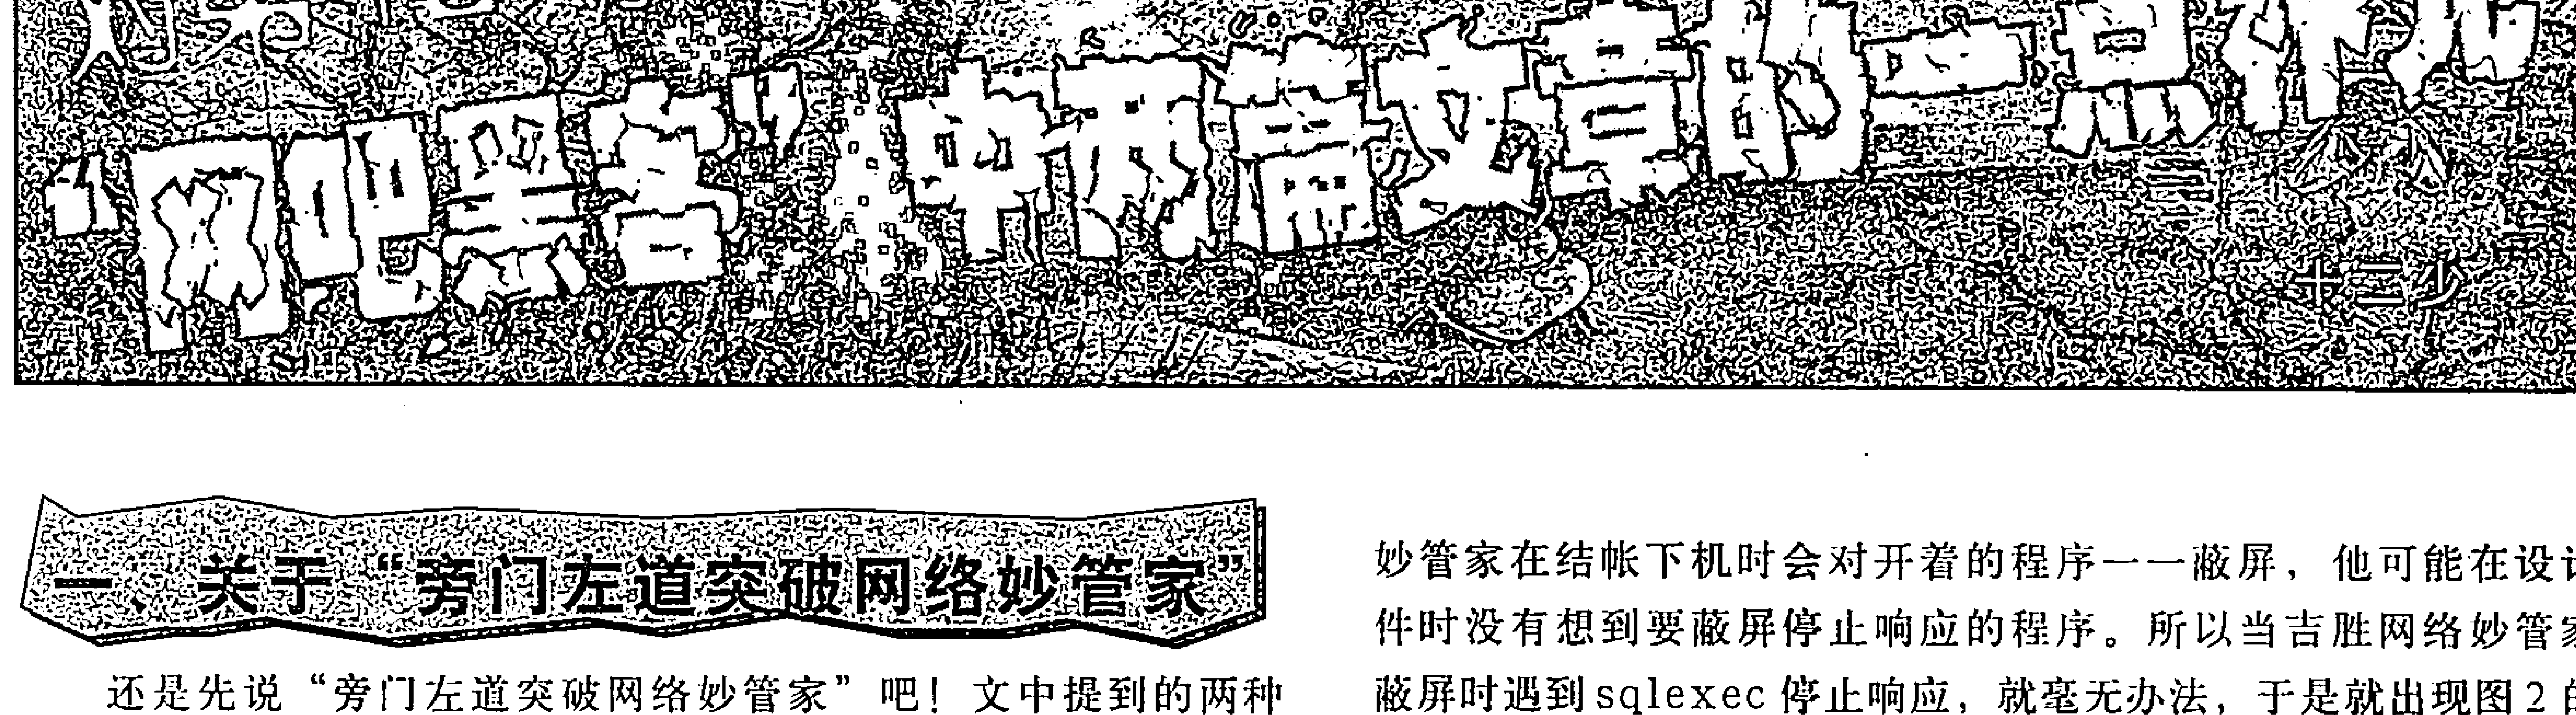 “网吧黑客”中两篇文章的一点补充
十二少
一、关于“旁门左道突破网络妙管家”
还是先说“旁门左道突破网络妙管家”吧！文中提到的两种
妙管家在结帐下机时会对开着的程序一一蔽屏，他可能在设计
件时没有想到要蔽屏停止响应的程序。所以当吉胜网络妙管家
蔽屏时遇到sqlexec停止响应，就毫无办法，于是就出现图2的